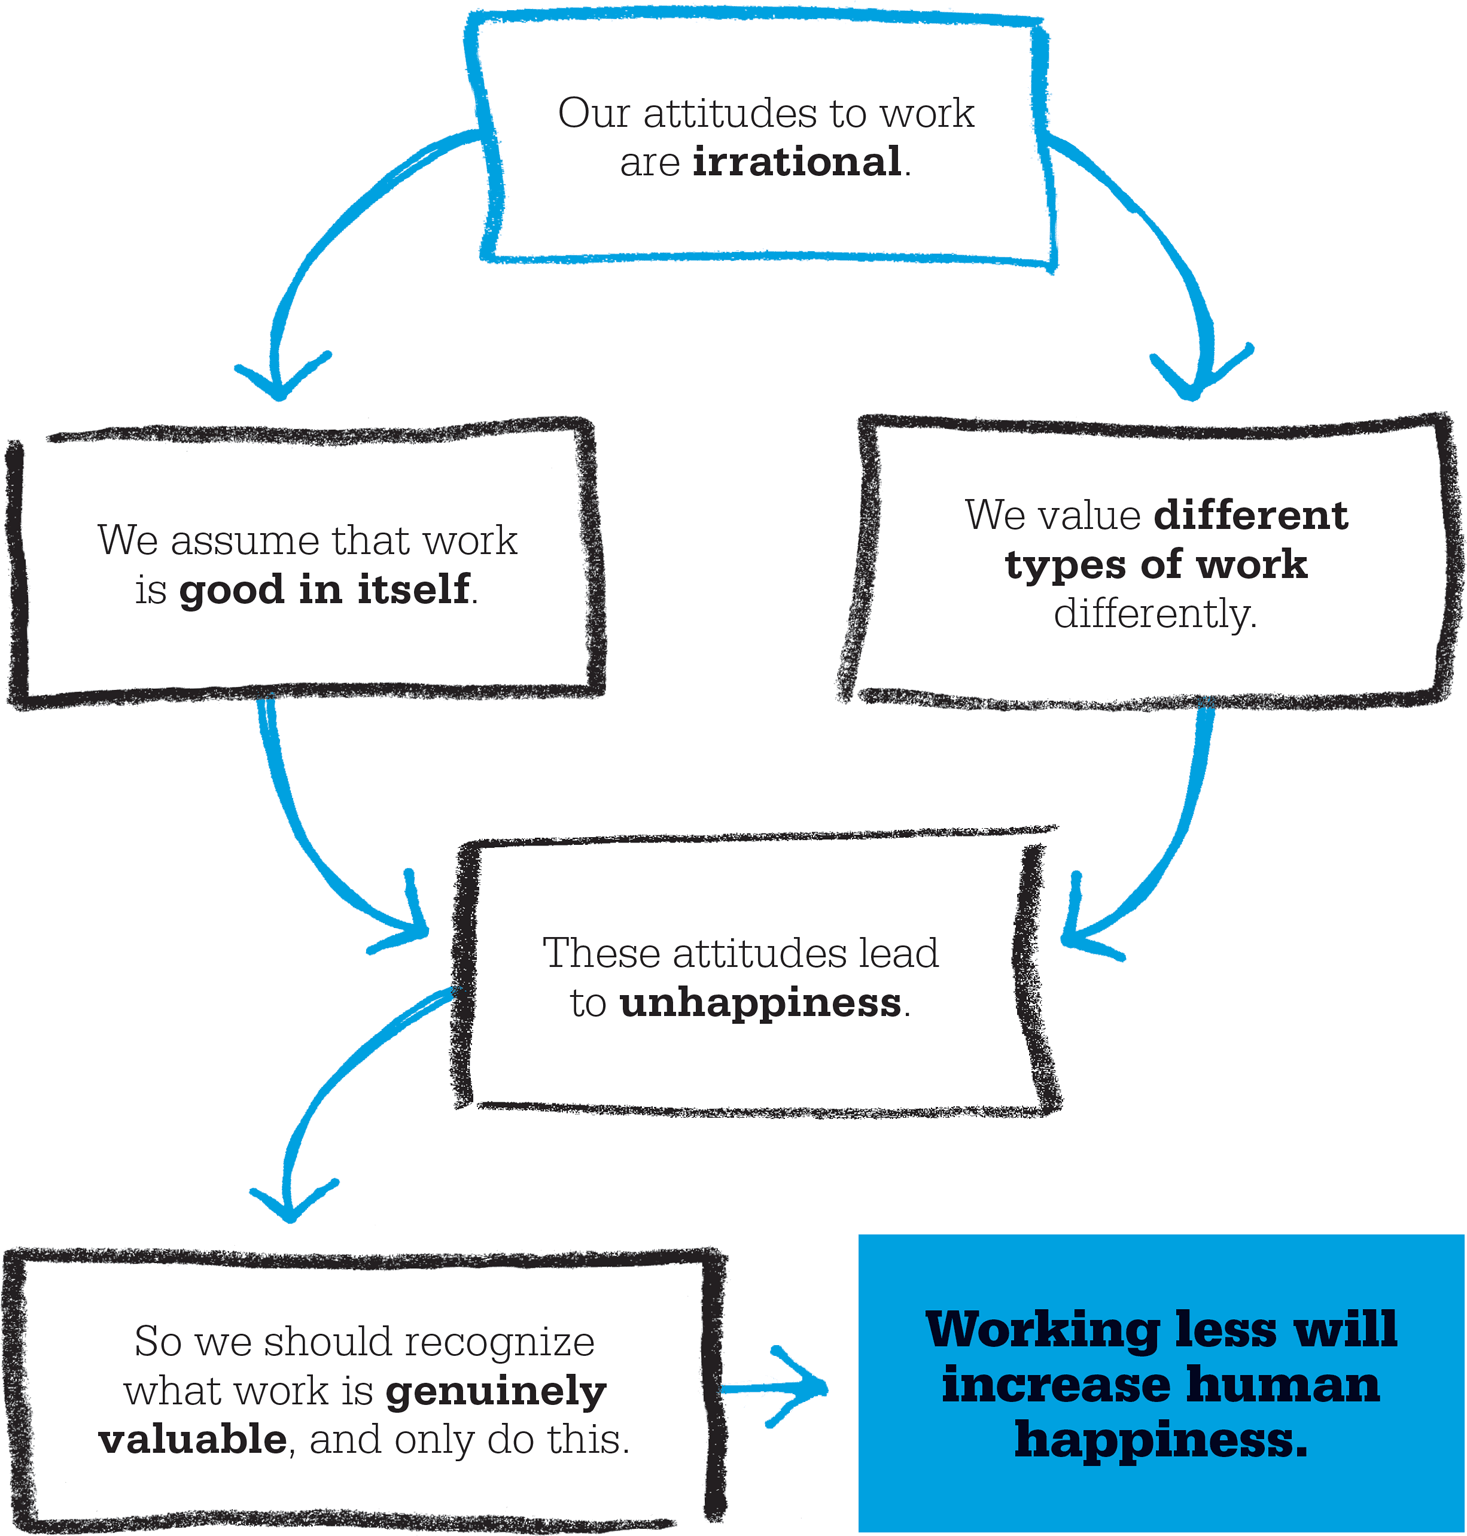 Our attitudes to work
are irrational.
We assume that work
is good in itself.
We value different
types of work
differently.
These attitudes lead
to unhappiness.
So we should recognize
what work is genuinely
valuable, and only do this.
Working less will
increase human
happiness.